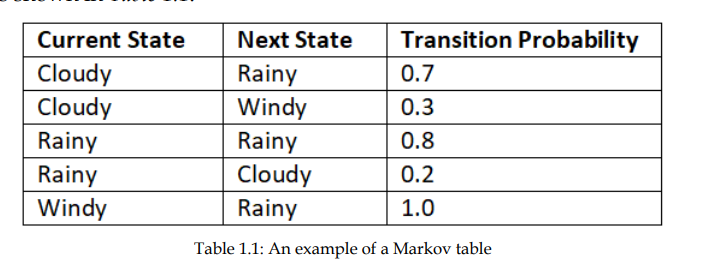 Current State Next State Transition Probability
Cloudy Rainy 0.7
Cloudy Windy 0.3
Rainy Rainy 0.8
Rainy Cloudy 0.2
Windy Rainy 1.0
Table 1.1: An example of a Markov table